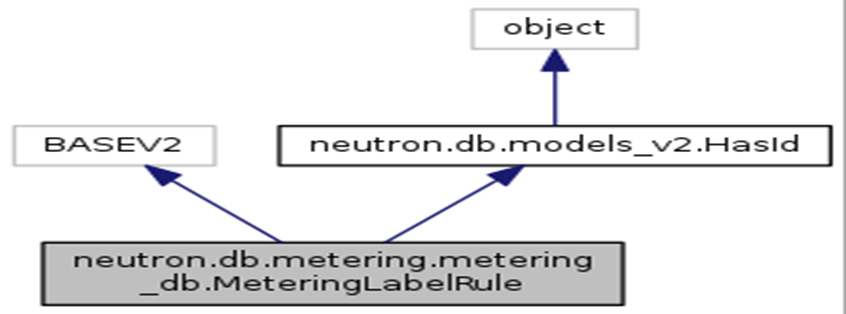 object
BASEV2
neutron.db.models_v2.HasId
neutron.db.metering.metering
_db.MeteringLabelRule